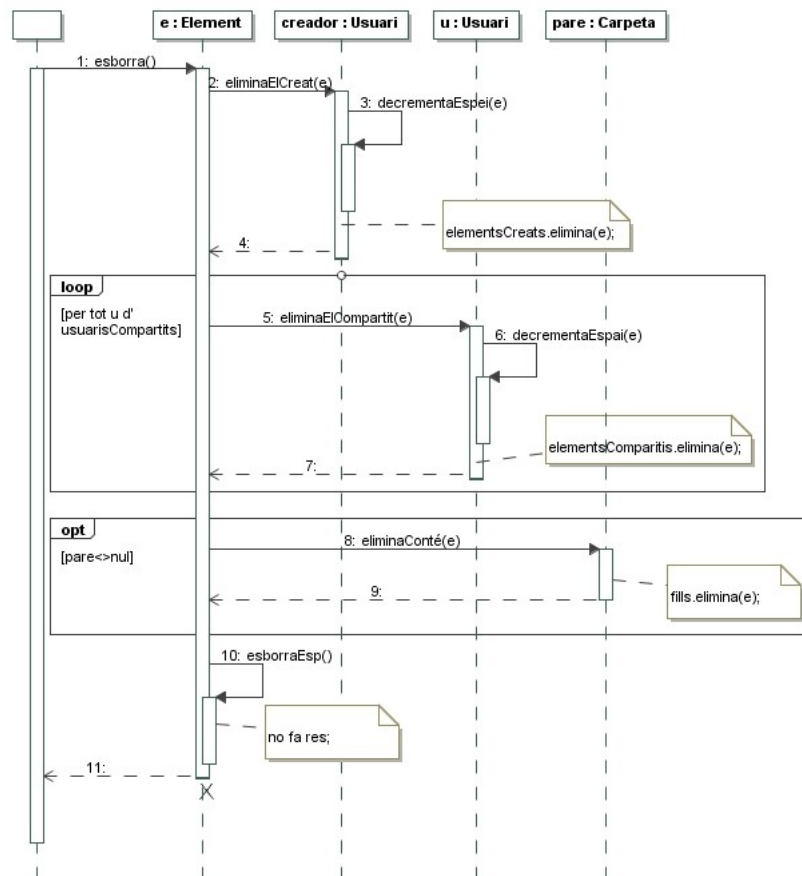 e : Element
creador : Usuari
u : Usuari
pare : Carpeta
1: esborra()
2: eliminaElCreat(e)
3: decrementaEspei(e)
elementsCreats.elimina(e);
4:
loop
[per tot u d'
usuarisCompartits]
5: eliminaElCompartit(e)
6: decrementaEspai(e)
elementsComparitis.elimina(e);
7:
opt
[pare<>nul]
8: eliminaConté(e)
9:
fills.elimina(e);
10: esborraEsp()
no fa res;
11: